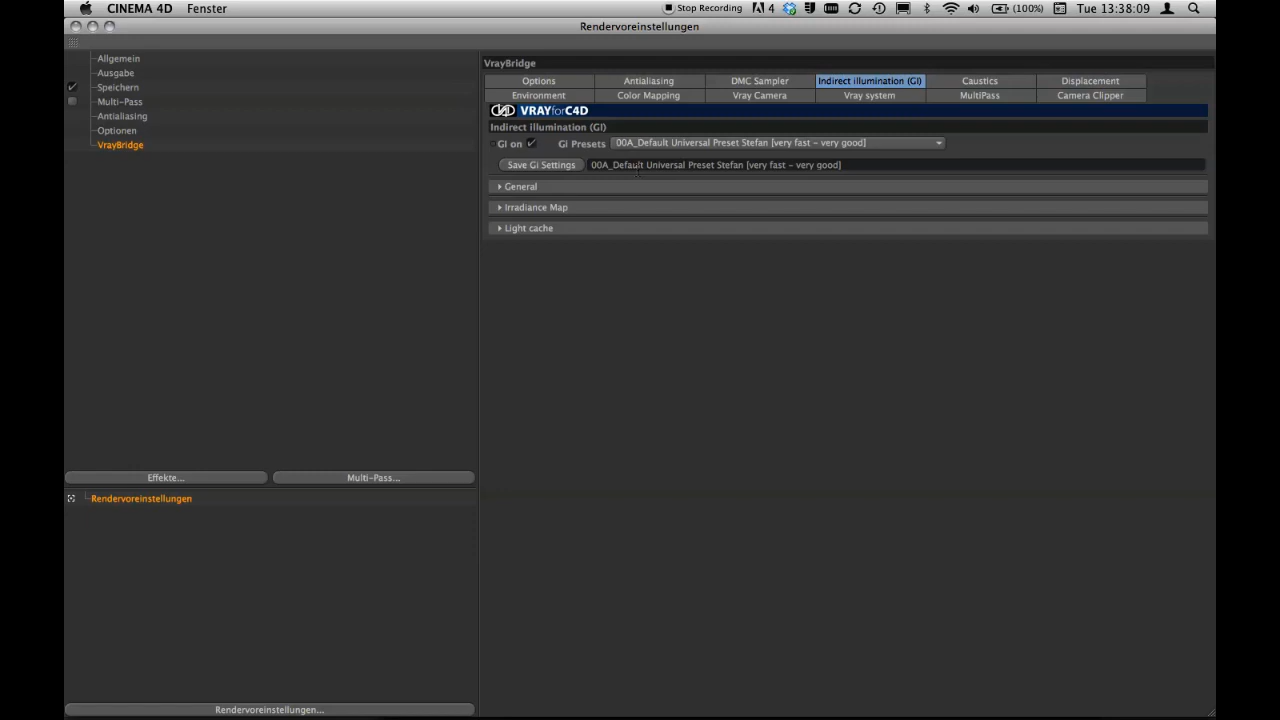 CINEMA 4D Fenster Stop Recording 4 (100%) Tue 13:38:09
Rendervoreinstellungen
Allgemein
Ausgabe
Speichern
Multi-Pass
Antialiasing
Optionen
VrayBridge
Effekte... Multi-Pass...
Rendervoreinstellungen
Rendervoreinstellungen...
VrayBridge
Options Antialiasing DMC Sampler Indirect illumination (GI) Caustics Displacement
Environment Color Mapping Vray Camera Vray system MultiPass Camera Clipper
VRAYforC4D
Indirect illumination (GI)
GI on GI Presets 00A_Default Universal Preset Stefan [very fast - very good]
Save GI Settings 00A_Default Universal Preset Stefan [very fast - very good]
General
Irradiance Map
Light cache